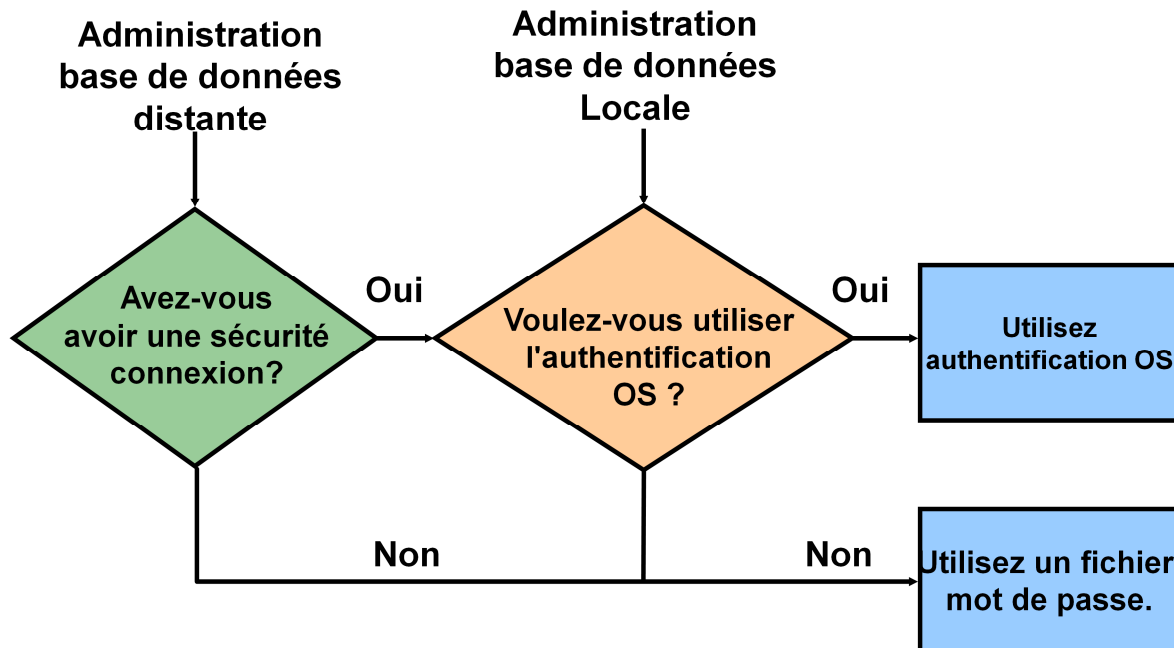 Administration
base de données
distante
Administration
base de données
Locale
Avez-vous
avoir une sécurité
connexion?
Oui
Voulez-vous utiliser
l'authentification
OS ?
Oui
Utilisez
authentification OS
Non
Non
Utilisez un fichier
mot de passe.